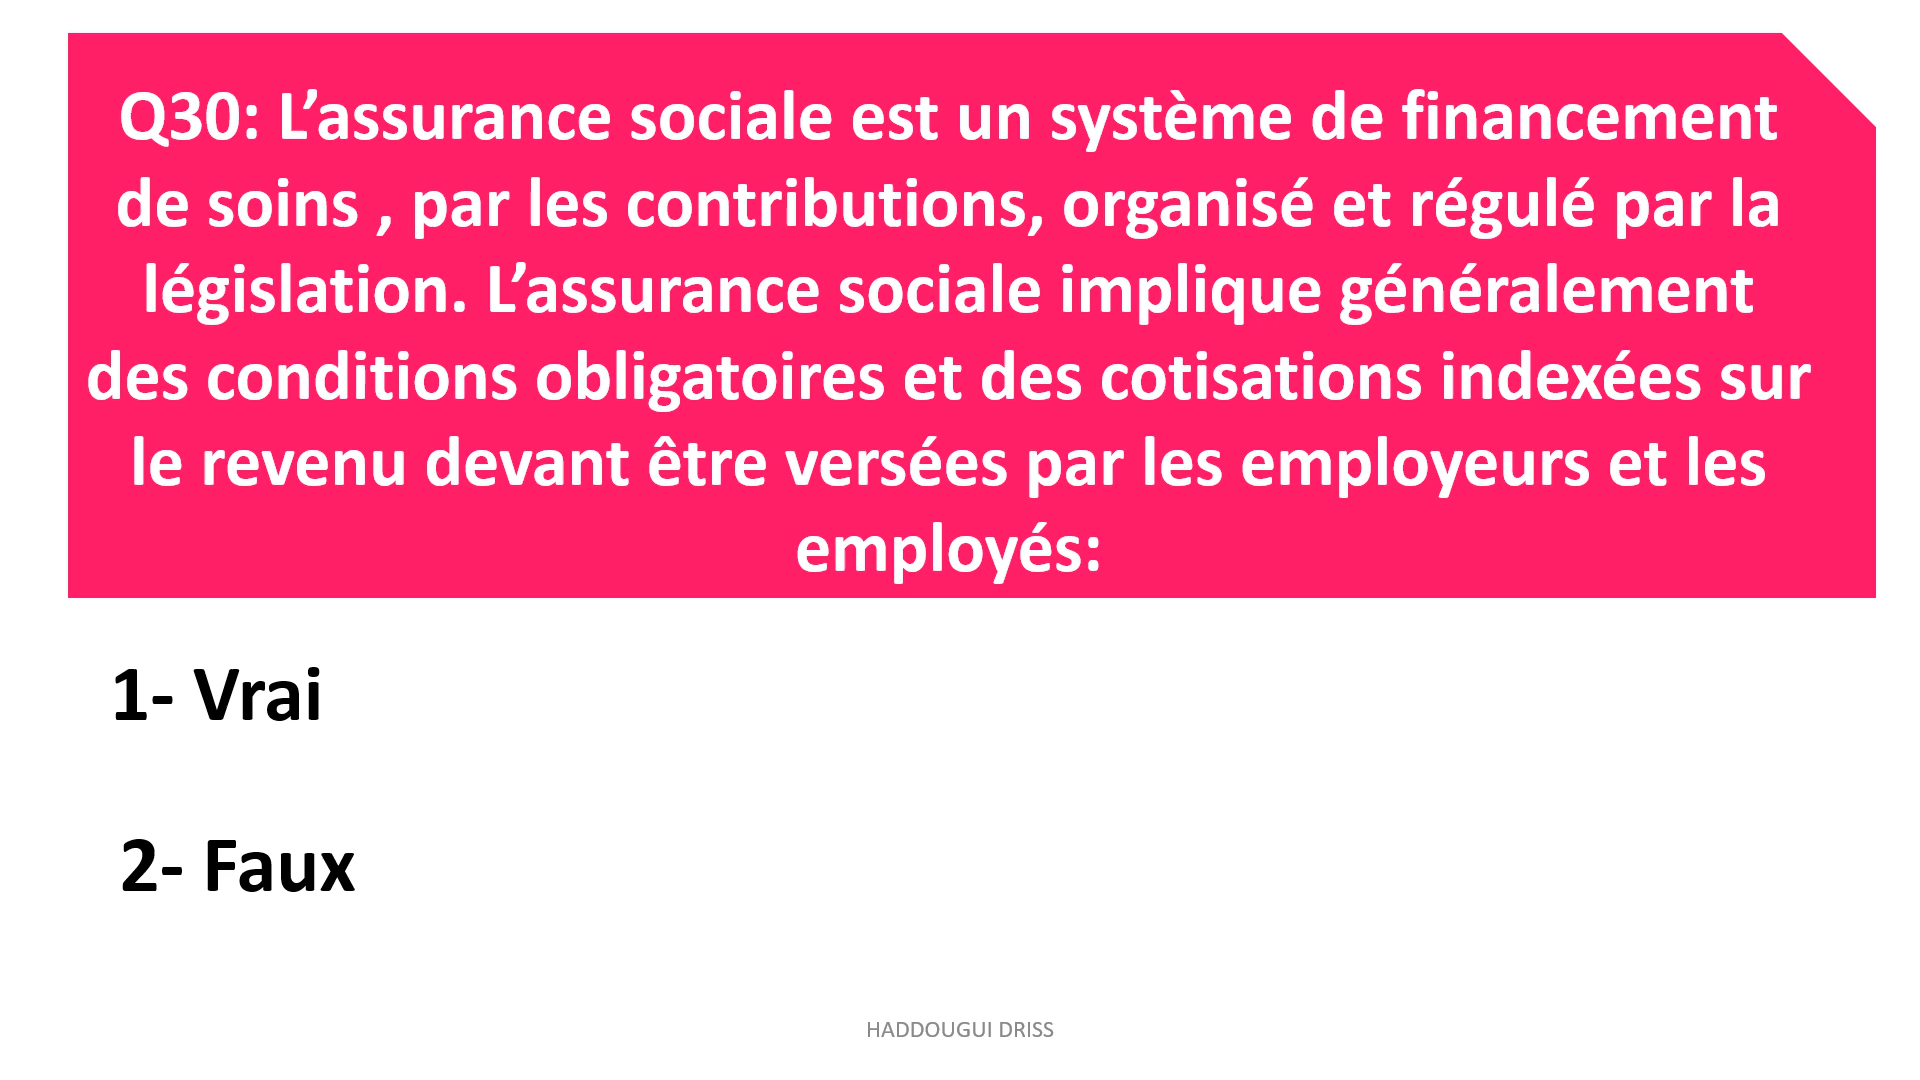 Q30: L’assurance sociale est un système de financement
de soins , par les contributions, organisé et régulé par la
législation. L’assurance sociale implique généralement
des conditions obligatoires et des cotisations indexées sur
le revenu devant être versées par les employeurs et les
employés:
1- Vrai
2- Faux
HADDOUGUI DRISS